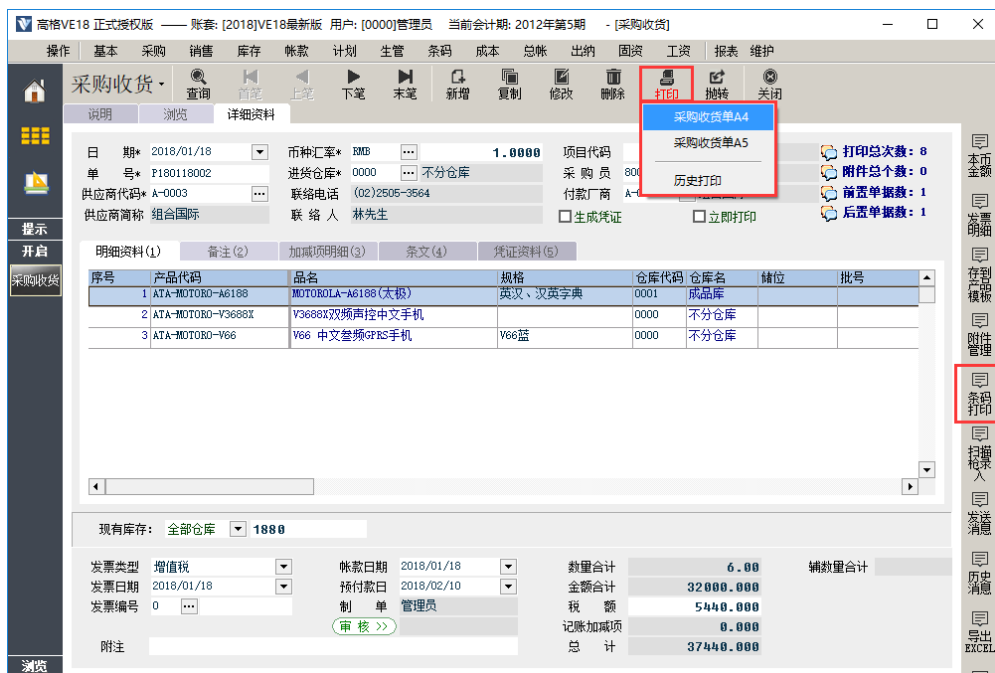 高格VE18 正式授权版 —— 账套: [2018]VE18最新版 用户: [0000]管理员 当前会计期: 2012年第5期 - [采购收货]
操作 基本 采购 销售 库存 帐款 计划 生管 条码 成本 总帐 出纳 固资 工资 报表 维护
采购收货 查询 首笔 上笔 下笔 末笔 新增 复制 修改 删除 打印 抛转 关闭
说明 浏览 详细资料
采购收货单A4
采购收货单A5
历史打印
日 期* 2018/01/18 币种汇率* RMB 1.0000 项目代码 打印总次数: 8
单 号* P180118002 进货仓库* 0000 不分仓库 采 购 员 附件总个数: 0
供应商代码* A-0003 联络电话 (02)2505-3564 付款厂商 前置单据数: 1
供应商简称 组合国际 联 络 人 林先生 生成凭证 立即打印 后置单据数: 1
提示
开启
采购收货
浏览
明细资料(1) 备注(2) 加减项明细(3) 条文(4) 凭证资料(5)
序号 产品代码 品名 规格 仓库代码 仓库名 储位 批号
1 ATA-MOTORO-A6188 MOTOROLA-A6188(太极) 英汉、汉英字典 0001 成品库
2 ATA-MOTORO-V3688X V3688X双频声控中文手机 0000 不分仓库
3 ATA-MOTORO-V66 V66 中文叁频GPRS手机 V66蓝 0000 不分仓库
现有库存: 全部仓库 1880
发票类型 增值税 帐款日期 2018/01/18 数量合计 6.00 辅数量合计
发票日期 2018/01/18 预付款日 2018/02/10 金额合计 32000.000
发票编号 0 制 单 管理员 税 额 5440.000
审 核 >> 记账加减项 0.000
附注 总 计 37440.000
本币
金额
发票
明细
存到
产品
模板
附件
管理
条码
打印
扫描
枪录
入
发送
消息
历史
消息
导出
EXCEL